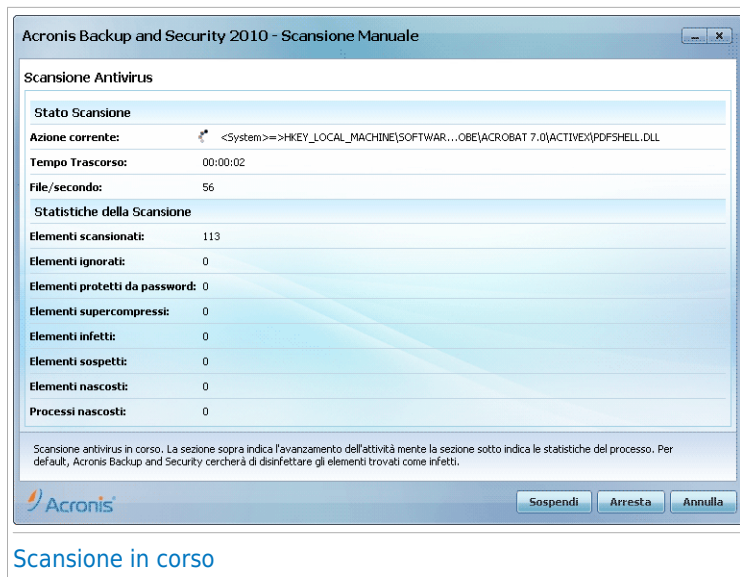 Acronis Backup and Security 2010 - Scansione Manuale
Scansione Antivirus
Stato Scansione
Azione corrente: <System>=>HKEY_LOCAL_MACHINE\SOFTWAR...OBE\ACROBAT 7.0\ACTIVEX\PDFSHELL.DLL
Tempo Trascorso: 00:00:02
File/secondo: 56
Statistiche della Scansione
Elementi scansionati: 113
Elementi ignorati: 0
Elementi protetti da password: 0
Elementi supercompressi: 0
Elementi infetti: 0
Elementi sospetti: 0
Elementi nascosti: 0
Processi nascosti: 0
Scansione antivirus in corso. La sezione sopra indica l'avanzamento dell'attività mente la sezione sotto indica le statistiche del processo. Per
default, Acronis Backup and Security cercherà di disinfettare gli elementi trovati come infetti.
Acronis Sospendi Arresta Annulla
Scansione in corso